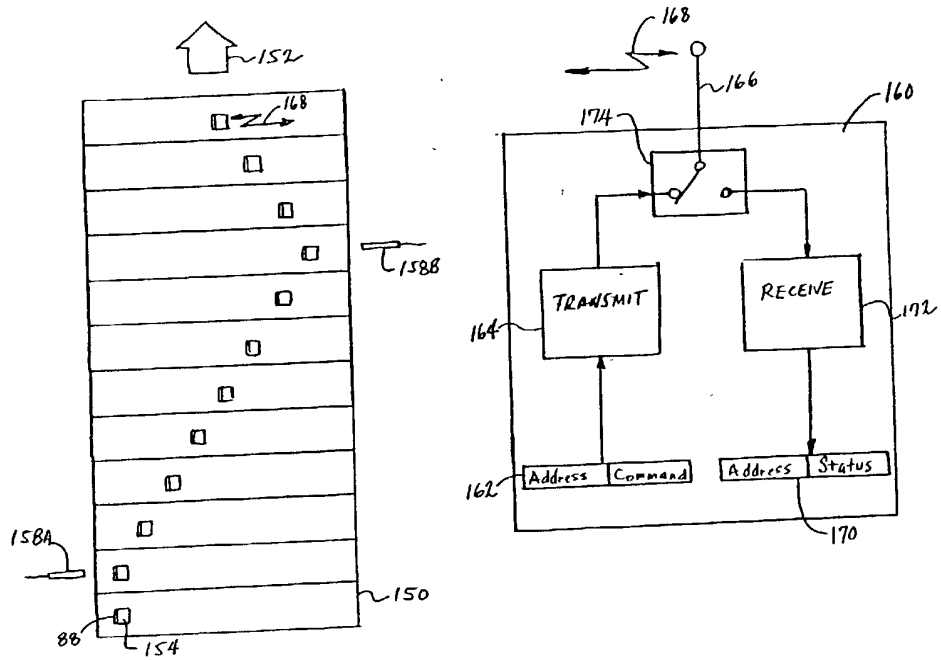 152
168
158B
158A
150
88
154
168
166
160
174
TRANSMIT
RECEIVE
164
172
162
Address
Command
Address
Status
170